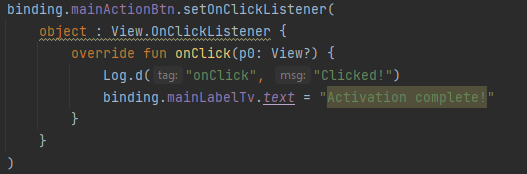 binding.mainActionBtn.setOnClickListener(
    object : View.OnClickListener {
        override fun onClick(p0: View?) {
            Log.d( tag: "onClick",  msg: "Clicked!")
            binding.mainLabelTv.text = "Activation complete!"
        }
    }
)